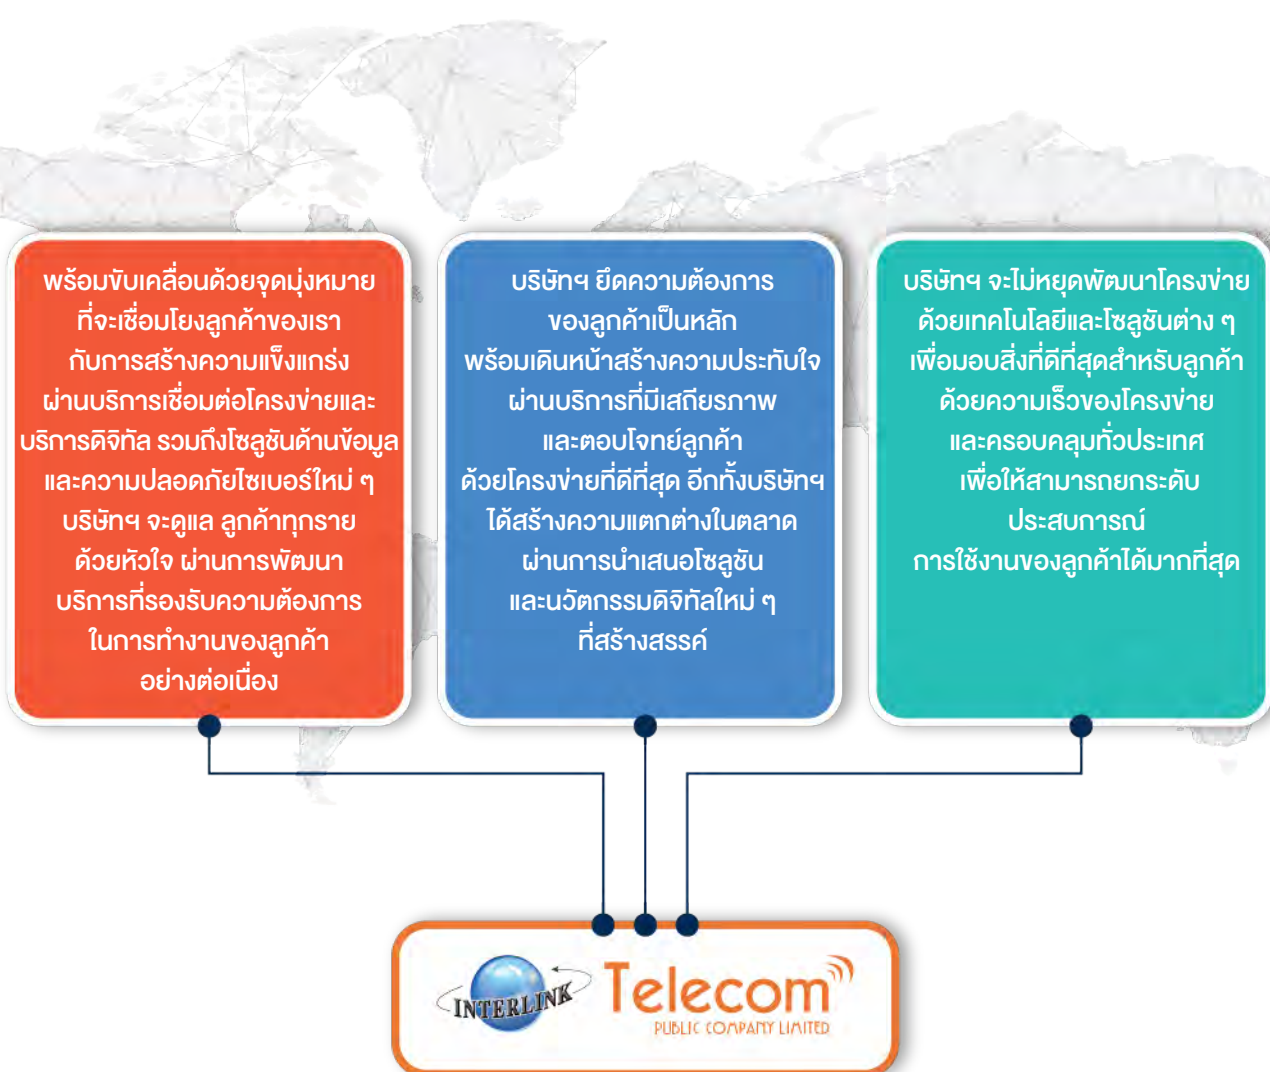 พร้อมขับเคลื่อนด้วยจุดมุ่งหมาย
ที่จะเชื่อมโยงลูกค้าของเรา
กับการสร้างความแข็งแกร่ง
ผ่านบริการเชื่อมต่อโครงข่ายและ
บริการดิจิทัล รวมถึงโซลูชันด้านข้อมูล
และความปลอดภัยไซเบอร์ใหม่ ๆ
บริษัทฯ จะดูแล ลูกค้าทุกราย
ด้วยหัวใจ ผ่านการพัฒนา
บริการที่รองรับความต้องการ
ในการทำงานของลูกค้า
อย่างต่อเนื่อง
บริษัทฯ ยึดความต้องการ
ของลูกค้าเป็นหลัก
พร้อมเดินหน้าสร้างความประทับใจ
ผ่านบริการที่มีเสถียรภาพ
และตอบโจทย์ลูกค้า
ด้วยโครงข่ายที่ดีที่สุด อีกทั้งบริษัทฯ
ได้สร้างความแตกต่างในตลาด
ผ่านการนำเสนอโซลูชัน
และนวัตกรรมดิจิทัลใหม่ ๆ
ที่สร้างสรรค์
บริษัทฯ จะไม่หยุดพัฒนาโครงข่าย
ด้วยเทคโนโลยีและโซลูชันต่าง ๆ
เพื่อมอบสิ่งที่ดีที่สุดสำหรับลูกค้า
ด้วยความเร็วของโครงข่าย
และครอบคลุมทั่วประเทศ
เพื่อให้สามารถยกระดับ
ประสบการณ์
การใช้งานของลูกค้าได้มากที่สุด
INTERLINK Telecom
PUBLIC COMPANY LIMITED